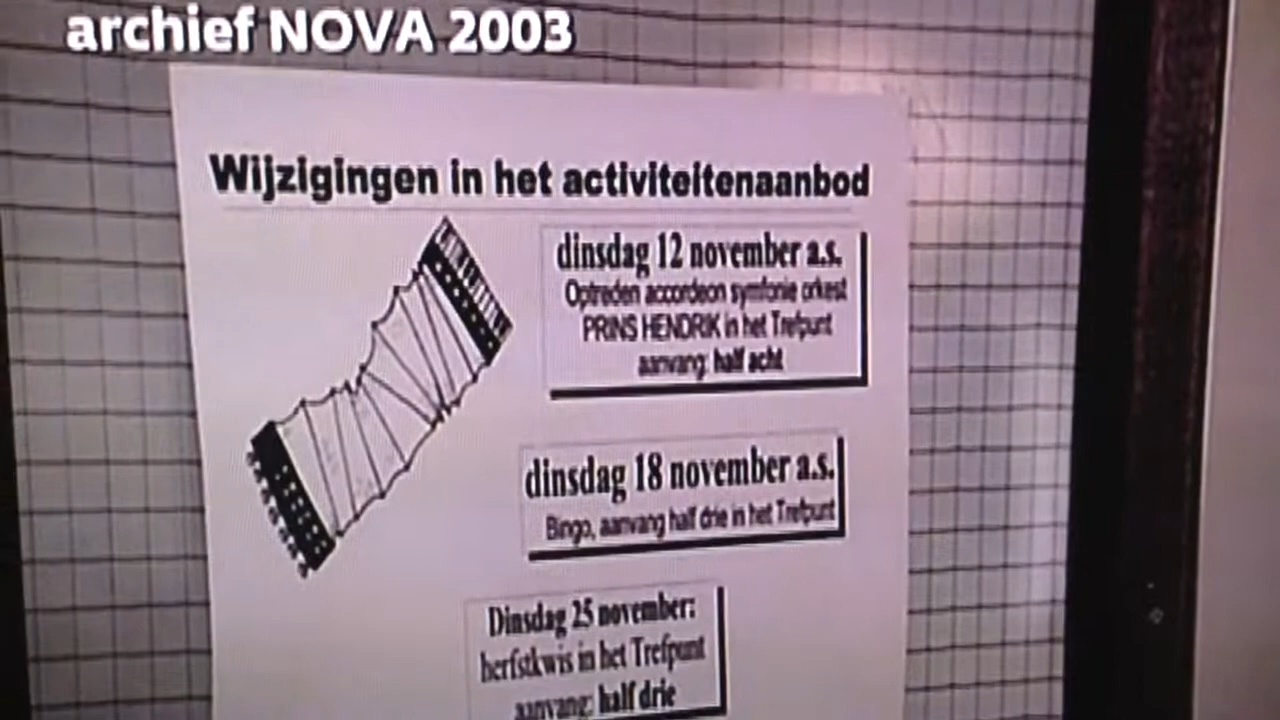 archief NOVA 2003
Wijzigingen in het activiteitenaanbod
dinsdag 12 november a.s.
Optreden accordeon symfonie orkest
PRINS HENDRIK in het Trefpunt
aanvang: half acht
dinsdag 18 november a.s.
Bingo, aanvang half drie in het Trefpunt
Dinsdag 25 november:
herfstkwis in het Trefpunt
aanvang: half drie